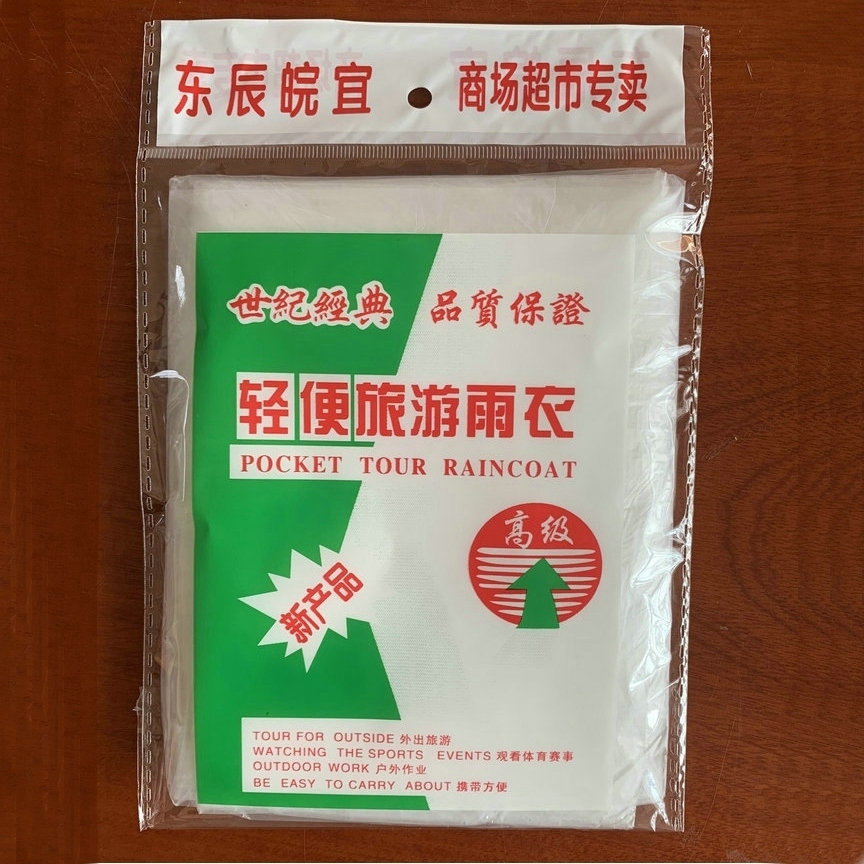 东辰皖宜 商场超市专卖
世紀經典 品質保證
轻便旅游雨衣
POCKET TOUR RAINCOAT
高级
新产品
TOUR FOR OUTSIDE 外出旅游
WATCHING THE SPORTS EVENTS 观看体育赛事
OUTDOOR WORK 户外作业
BE EASY TO CARRY ABOUT 携带方便